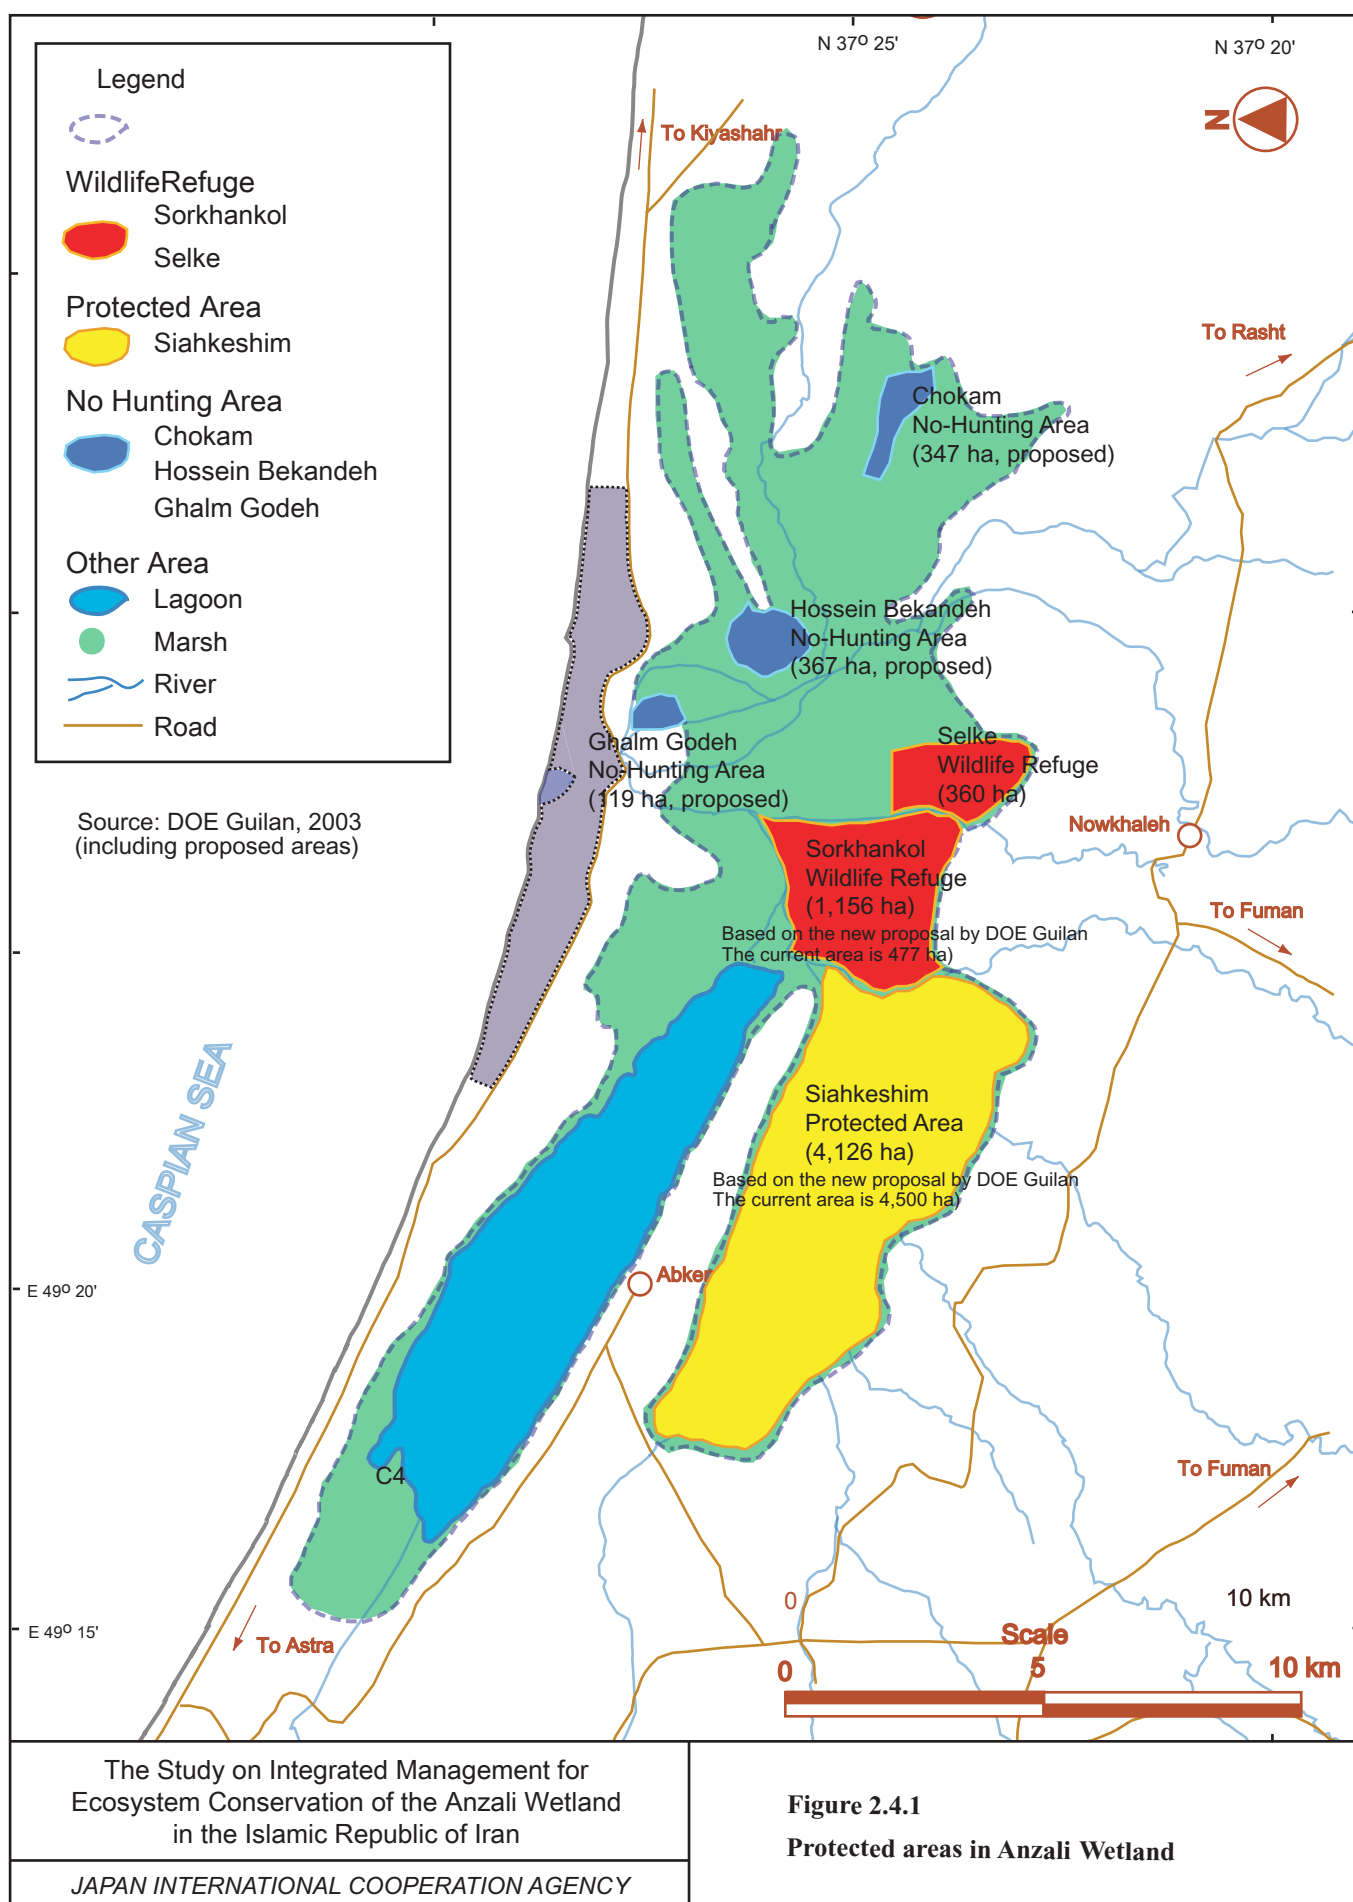 N 37º 25'
N 37º 20'
N
Legend
WildlifeRefuge
Sorkhankol
Selke
Protected Area
Siahkeshim
No Hunting Area
Chokam
Hossein Bekandeh
Ghalm Godeh
Other Area
Lagoon
Marsh
River
Road
Source: DOE Guilan, 2003
(including proposed areas)
To Kiyashahr
To Rasht
Chokam
No-Hunting Area
(347 ha, proposed)
Hossein Bekandeh
No-Hunting Area
(367 ha, proposed)
Ghalm Godeh
No-Hunting Area
(119 ha, proposed)
Selke
Wildlife Refuge
(360 ha)
Nowkhaleh
Sorkhankol
Wildlife Refuge
(1,156 ha)
Based on the new proposal by DOE Guilan
The current area is 477 ha)
To Fuman
CASPIAN SEA
Siahkeshim
Protected Area
(4,126 ha)
Based on the new proposal by DOE Guilan
The current area is 4,500 ha)
Abker
E 49º 20'
C4
To Fuman
E 49º 15'
To Astra
0
10 km
Scale
0 5 10 km
The Study on Integrated Management for
Ecosystem Conservation of the Anzali Wetland
in the Islamic Republic of Iran
JAPAN INTERNATIONAL COOPERATION AGENCY
Figure 2.4.1
Protected areas in Anzali Wetland